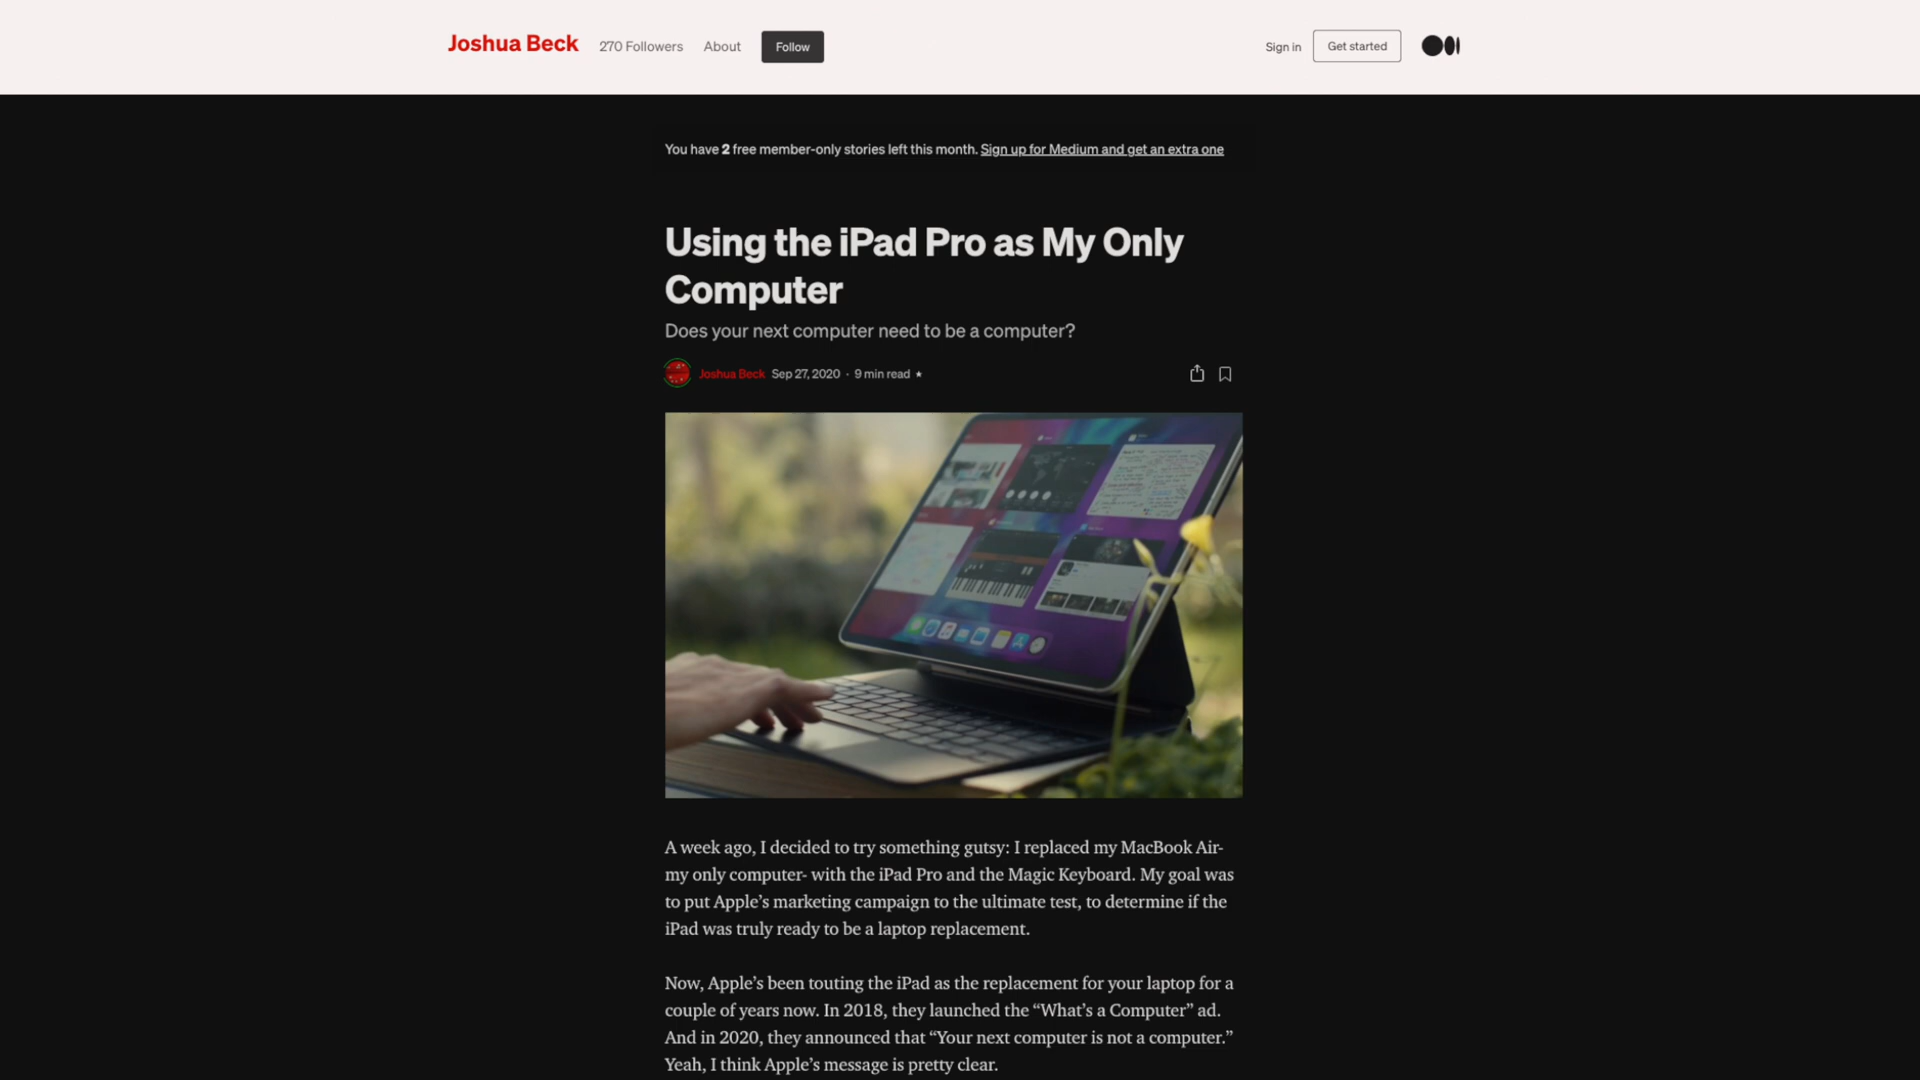 Joshua Beck 270 Followers About Follow Sign in Get started
You have 2 free member-only stories left this month. Sign up for Medium and get an extra one
Using the iPad Pro as My Only
Computer
Does your next computer need to be a computer?
Joshua Beck Sep 27, 2020 · 9 min read ★
A week ago, I decided to try something gutsy: I replaced my MacBook Air-
my only computer- with the iPad Pro and the Magic Keyboard. My goal was
to put Apple’s marketing campaign to the ultimate test, to determine if the
iPad was truly ready to be a laptop replacement.
Now, Apple’s been touting the iPad as the replacement for your laptop for a
couple of years now. In 2018, they launched the “What’s a Computer” ad.
And in 2020, they announced that “Your next computer is not a computer.”
Yeah, I think Apple’s message is pretty clear.